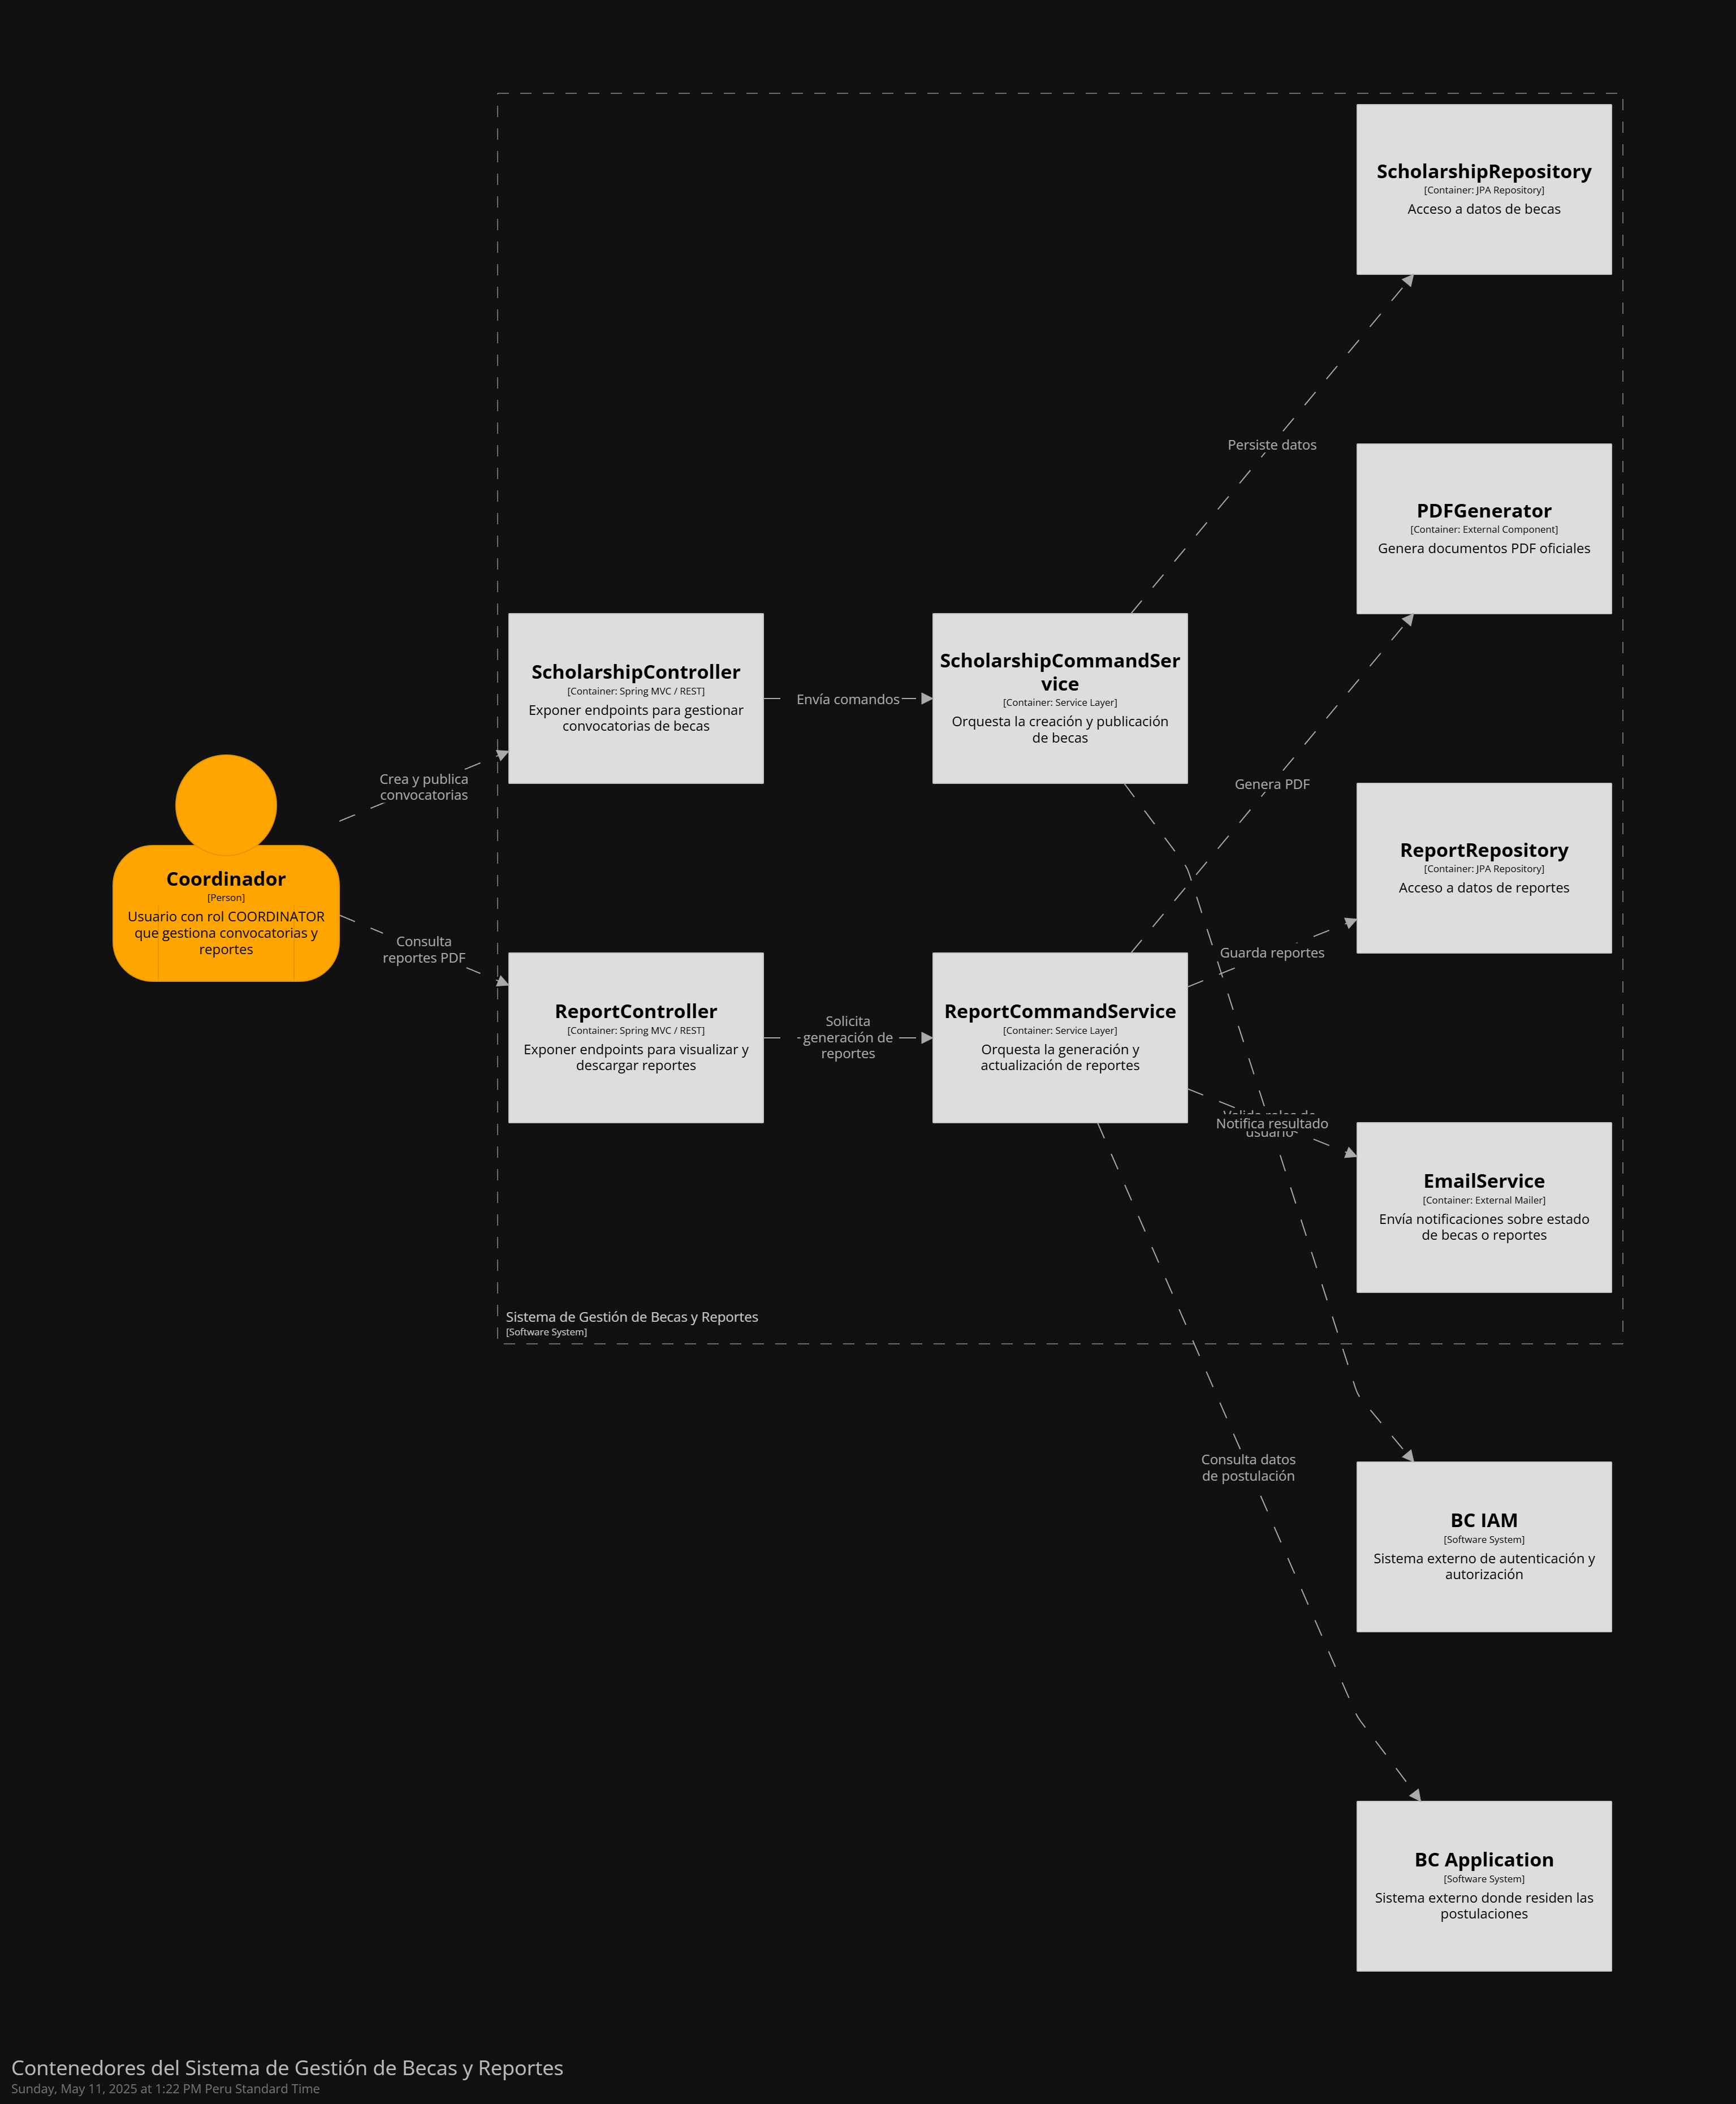 ScholarshipRepository
[Container: JPA Repository]
Acceso a datos de becas
Persiste datos
PDFGenerator
[Container: External Component]
Genera documentos PDF oficiales
ScholarshipController
[Container: Spring MVC / REST]
Exponer endpoints para gestionar
convocatorias de becas
Envía comandos
ScholarshipCommandSer
vice
[Container: Service Layer]
Orquesta la creación y publicación
de becas
Crea y publica
convocatorias
Genera PDF
Coordinador
[Person]
Usuario con rol COORDINATOR
que gestiona convocatorias y
reportes
Consulta
reportes PDF
ReportRepository
[Container: JPA Repository]
Acceso a datos de reportes
Guarda reportes
ReportController
[Container: Spring MVC / REST]
Exponer endpoints para visualizar y
descargar reportes
Solicita
generación de
reportes
ReportCommandService
[Container: Service Layer]
Orquesta la generación y
actualización de reportes
Notifica resultado
usuario
EmailService
[Container: External Mailer]
Envía notificaciones sobre estado
de becas o reportes
Sistema de Gestión de Becas y Reportes
[Software System]
Consulta datos
de postulación
BC IAM
[Software System]
Sistema externo de autenticación y
autorización
BC Application
[Software System]
Sistema externo donde residen las
postulaciones
Contenedores del Sistema de Gestión de Becas y Reportes
Sunday, May 11, 2025 at 1:22 PM Peru Standard Time